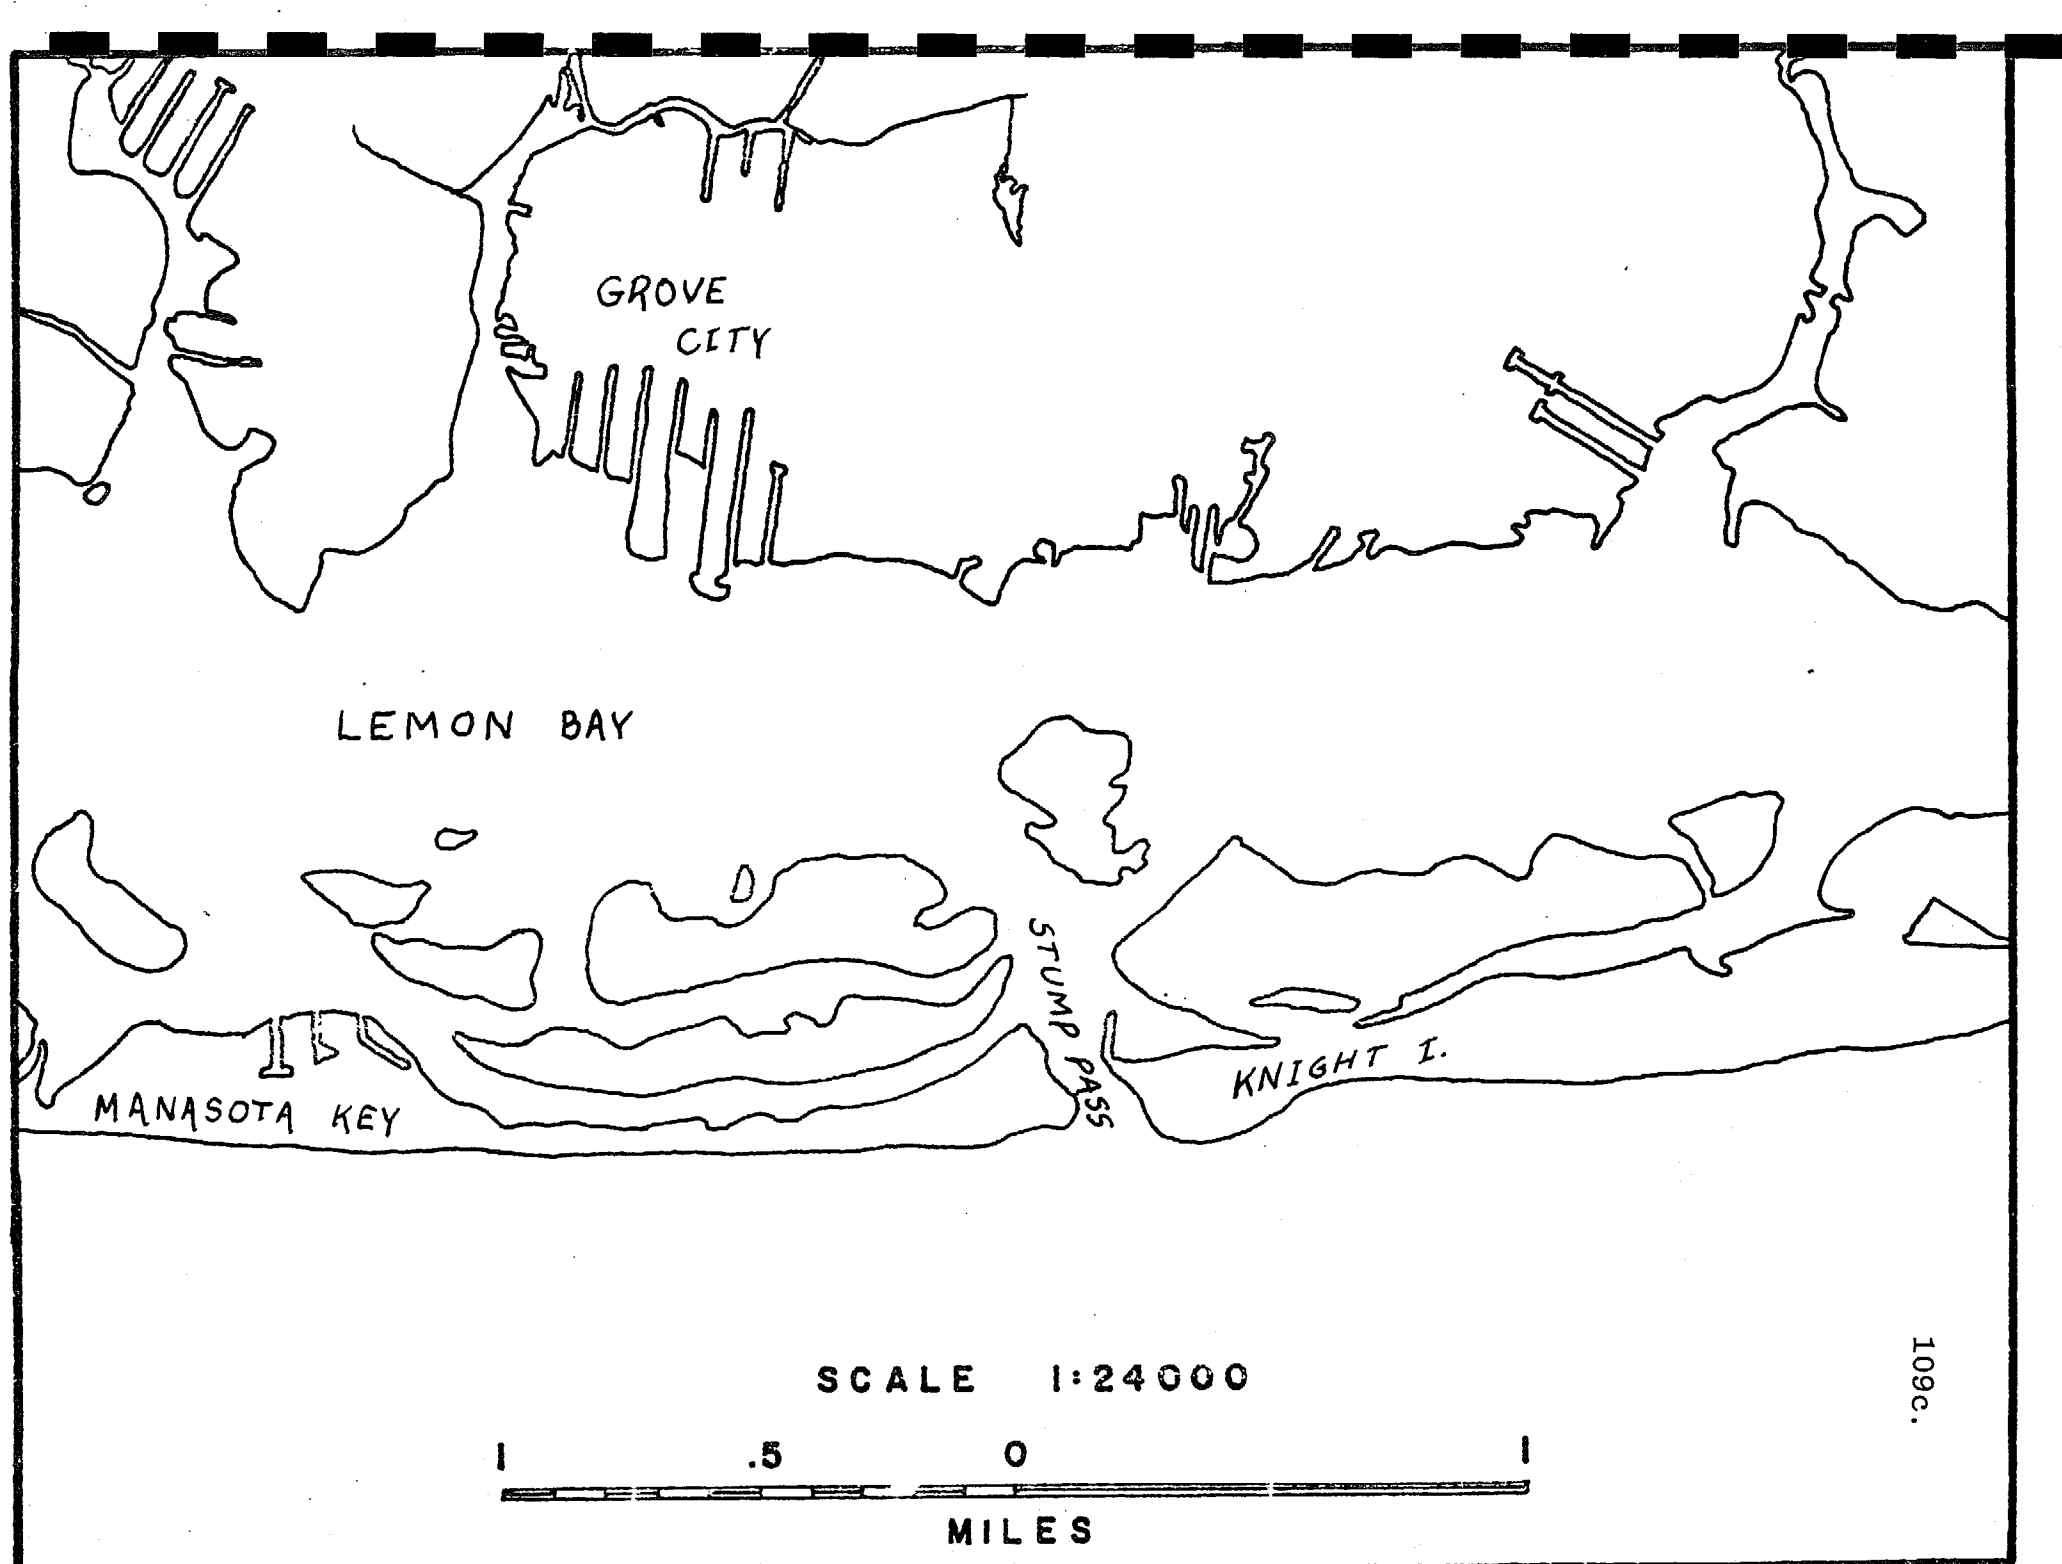 GROVE
CITY
LEMON BAY
STUMP PASS
KNIGHT I.
MANASOTA KEY
SCALE 1:24000
1 .5 0 1
MILES
109c.